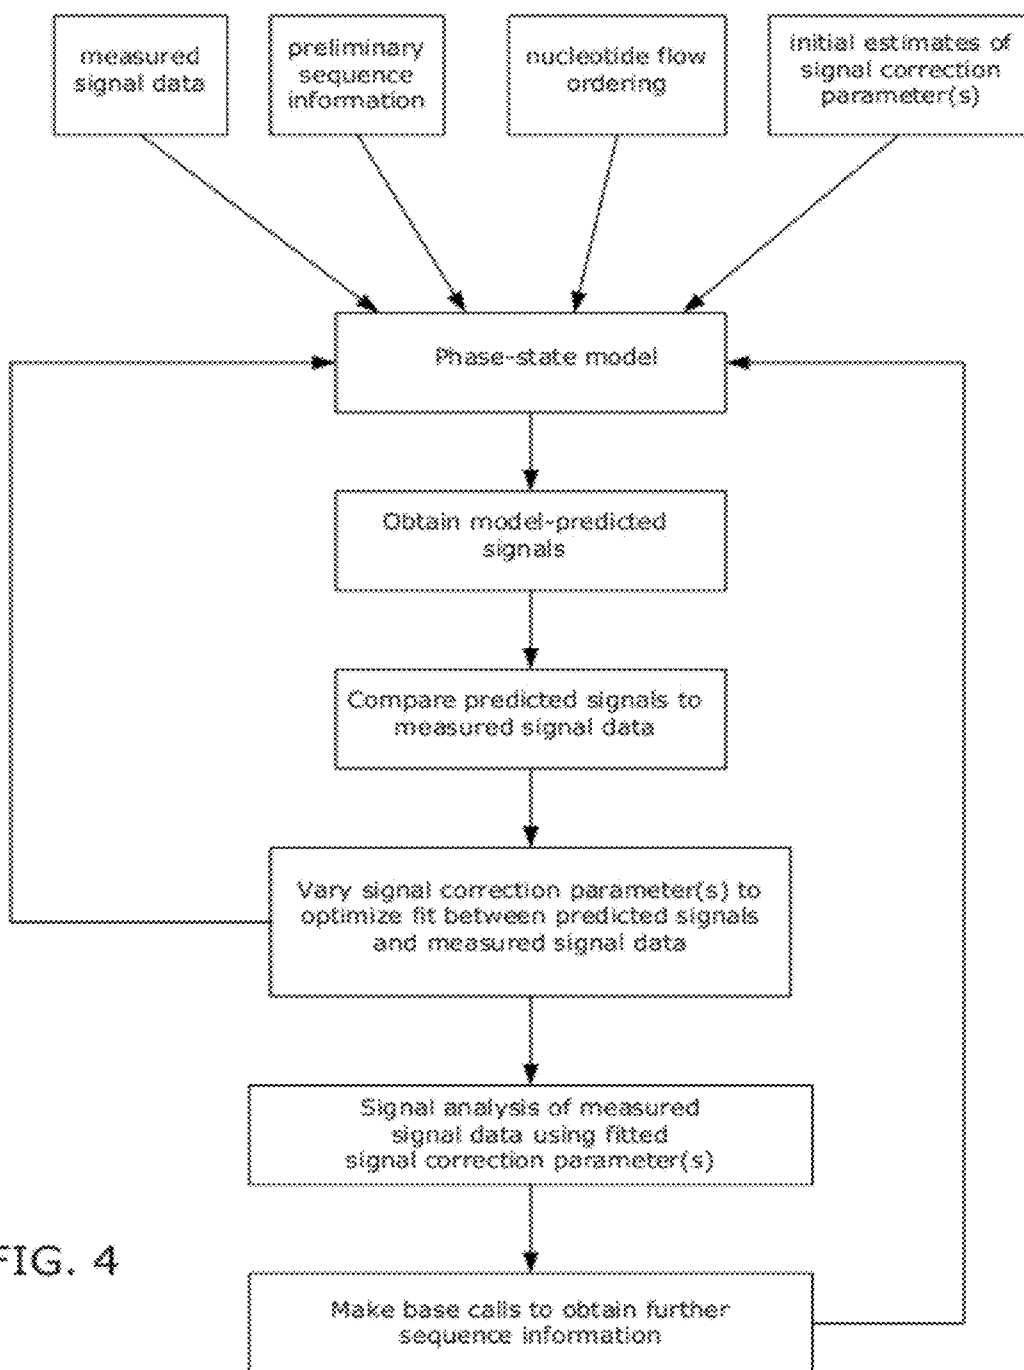 measured
signal data
preliminary
sequence
information
nucleotide flow
ordering
initial estimates of
signal correction
parameter(s)
Phase-state model
Obtain model-predicted
signals
Compare predicted signals to
measured signal data
Vary signal correction parameter(s) to
optimize fit between predicted signals
and measured signal data
Signal analysis of measured
signal data using fitted
signal correction parameter(s)
FIG. 4
Make base calls to obtain further
sequence information